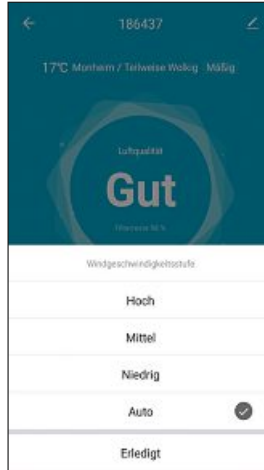 186437
17°C Monheim / Teilweise Wolkig Mäßig
Luftqualität
Gut
Windgeschwindigkeitsstufe
Hoch
Mittel
Niedrig
Auto
Erledigt